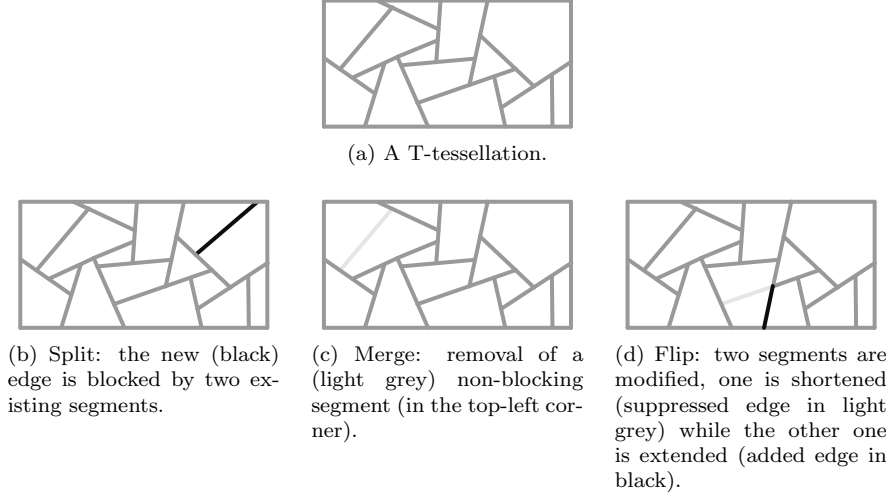 (a) A T-tessellation.
(b) Split: the new (black)
edge is blocked by two ex-
isting segments.
(c) Merge: removal of a
(light grey) non-blocking
segment (in the top-left cor-
ner).
(d) Flip: two segments are
modified, one is shortened
(suppressed edge in light
grey) while the other one
is extended (added edge in
black).